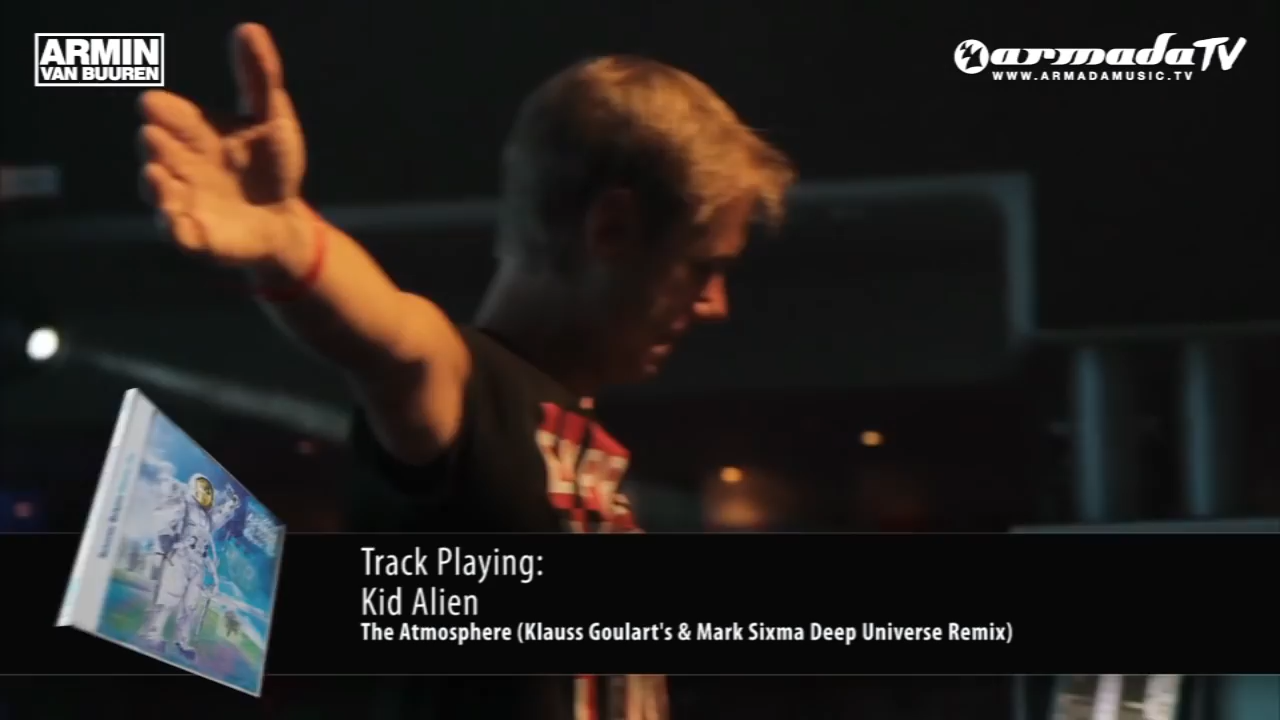 ARMIN
VAN BUUREN
armadaTV
WWW.ARMADAMUSIC.TV
Track Playing:
Kid Alien
The Atmosphere (Klauss Goulart's & Mark Sixma Deep Universe Remix)